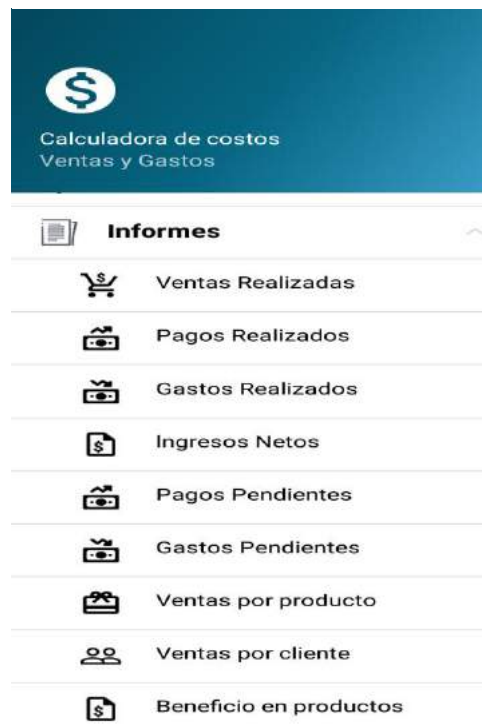 Calculadora de costos
Ventas y Gastos
Informes
Ventas Realizadas
Pagos Realizados
Gastos Realizados
Ingresos Netos
Pagos Pendientes
Gastos Pendientes
Ventas por producto
Ventas por cliente
Beneficio en productos